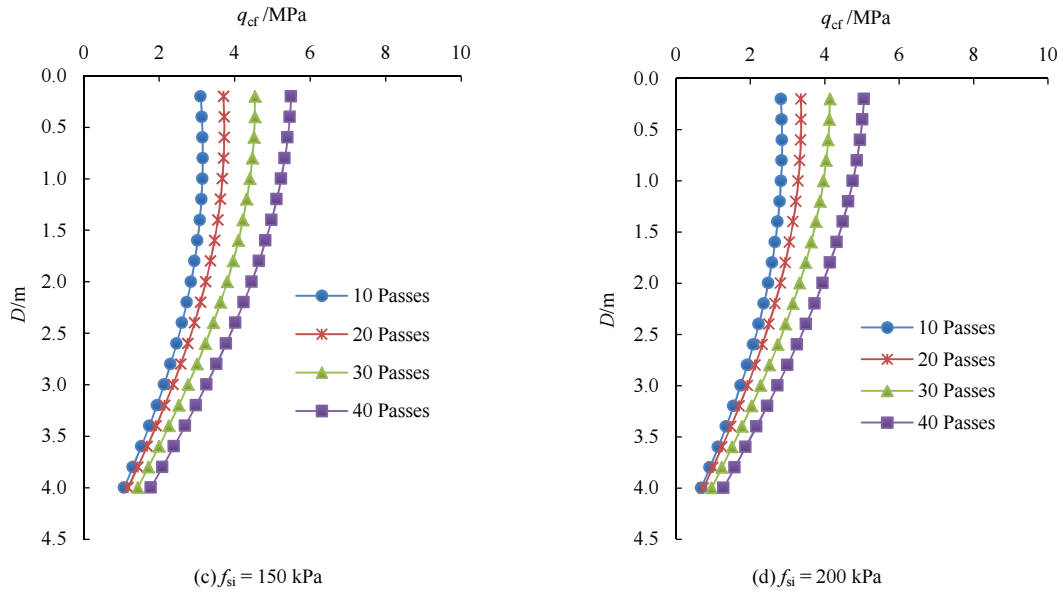 q_cf /MPa
0 2 4 6 8 10
0.0
0.5
1.0
1.5
2.0
2.5
3.0
3.5
4.0
4.5
D/m
10 Passes
20 Passes
30 Passes
40 Passes
(c) f_si = 150 kPa
q_cf /MPa
0 2 4 6 8 10
0.0
0.5
1.0
1.5
2.0
2.5
3.0
3.5
4.0
4.5
D/m
10 Passes
20 Passes
30 Passes
40 Passes
(d) f_si = 200 kPa